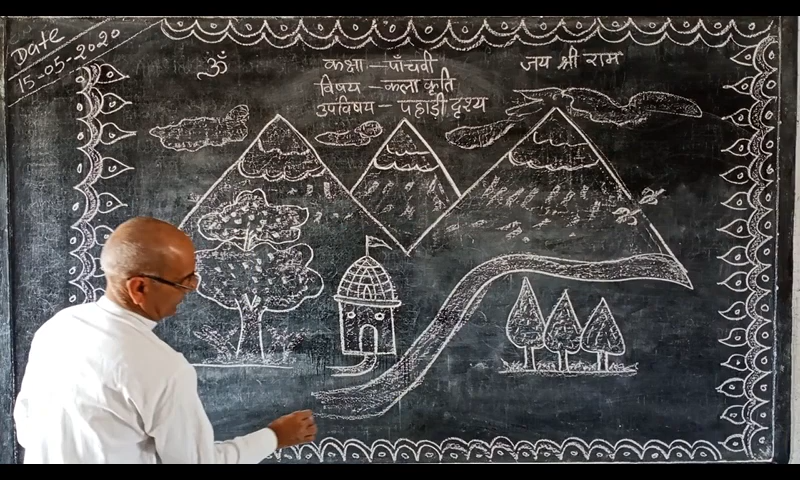 Date
15-05-2020
ॐ
कक्षा – पाँचवी
जय श्री राम
विषय – कला कृति
उपविषय – पहाड़ी दृश्य